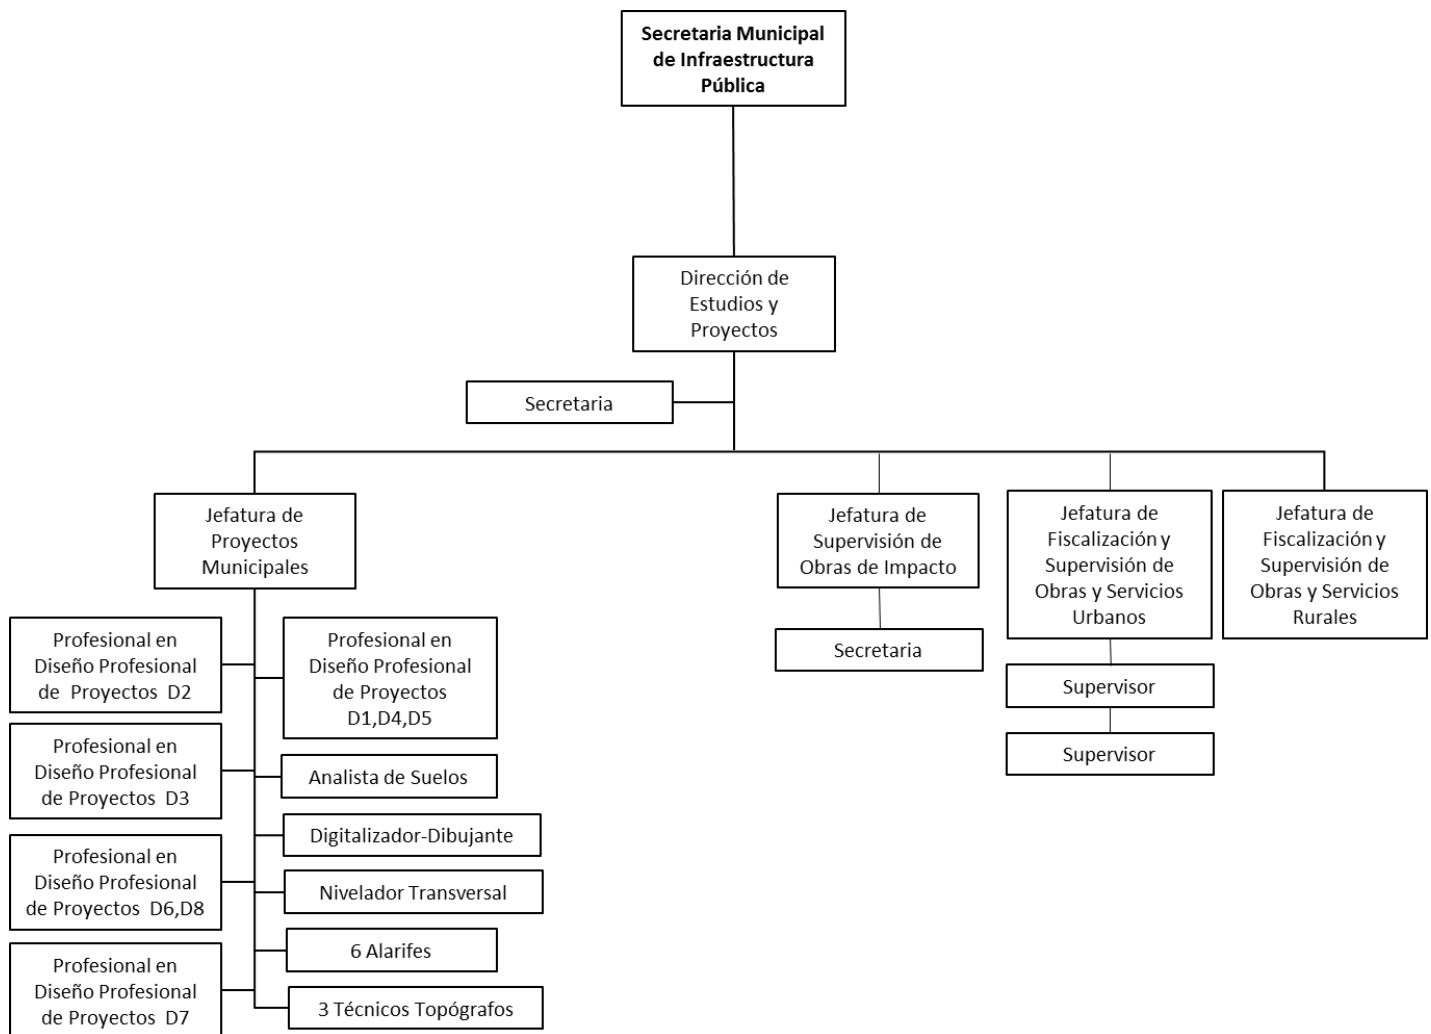 Secretaria Municipal
de Infraestructura
Pública
Dirección de
Estudios y
Proyectos
Secretaria
Jefatura de
Proyectos
Municipales
Jefatura de
Supervisión de
Obras de Impacto
Jefatura de
Fiscalización y
Supervisión de
Obras y Servicios
Urbanos
Jefatura de
Fiscalización y
Supervisión de
Obras y Servicios
Rurales
Profesional en
Diseño Profesional
de Proyectos D2
Profesional en
Diseño Profesional
de Proyectos
D1,D4,D5
Secretaria
Supervisor
Supervisor
Profesional en
Diseño Profesional
de Proyectos D3
Analista de Suelos
Digitalizador-Dibujante
Profesional en
Diseño Profesional
de Proyectos D6,D8
Nivelador Transversal
6 Alarifes
Profesional en
Diseño Profesional
de Proyectos D7
3 Técnicos Topógrafos